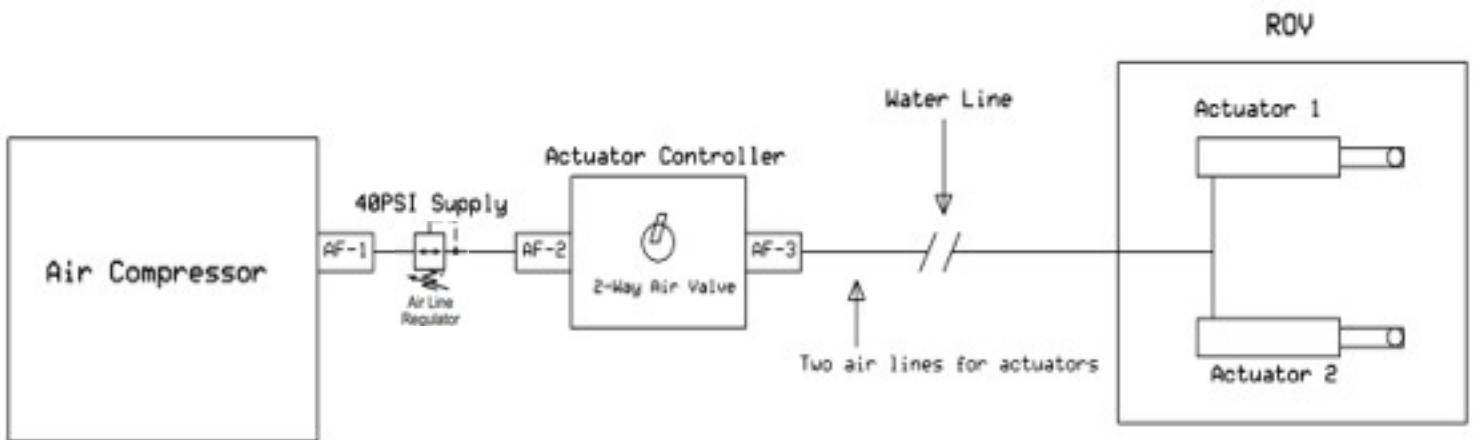 ROV
Water Line
Actuator 1
Actuator Controller
40PSI Supply
AF-1
AF-2
AF-3
Air Compressor
2-Way Air Valve
Air Line
Regulator
Two air lines for actuators
Actuator 2